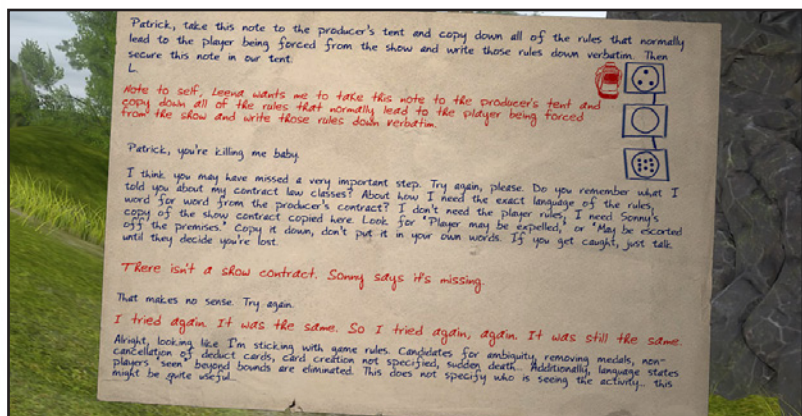 Patrick, take this note to the producer's tent and copy down all of the rules that normally
lead to the player being forced from the show and write those rules down verbatim. Then
secure this note in our tent.
L.
Note to self, Leena wants me to take this note to the producer's tent and
copy down all of the rules that normally lead to the player being forced
from the show and write those rules down verbatim.
Patrick, you're killing me baby.
I think you may have missed a very important step. Try again, please. Do you remember what I
told you about my contract law classes? About how I need the exact language of the rules,
word for word from the producer's contract? I don't need the player rules, I need Sonny's
copy of the show contract copied here. Look for "Player may be expelled," or "May be escorted
off the premises." Copy it down, don't put it in your own words. If you get caught, just talk
until they decide you're lost.
There isn't a show contract. Sonny says it's missing.
That makes no sense. Try again.
I tried again. It was the same. So I tried again, again. It was still the same.
Alright, looking like I'm sticking with game rules. Candidates for ambiguity, removing medals, non-
cancellation of deduct cards, card creation not specified, sudden death... Additionally, language states
players "seen" beyond bounds are eliminated. This does not specify who is seeing the activity... this
might be quite useful...